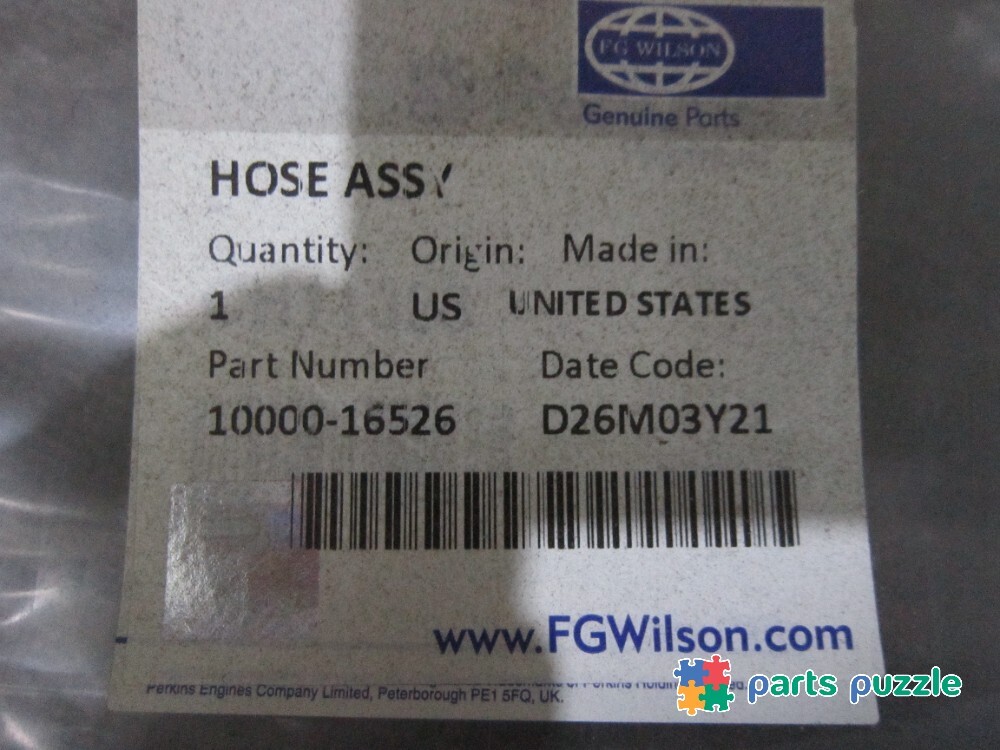 FG WILSON
Genuine Parts
HOSE ASSY
Quantity: Origin: Made in:
1 US UNITED STATES
Part Number Date Code:
10000-16526 D26M03Y21
www.FGWilson.com
Perkins Engines Company Limited, Peterborough PE1 5FQ, UK.
parts puzzle